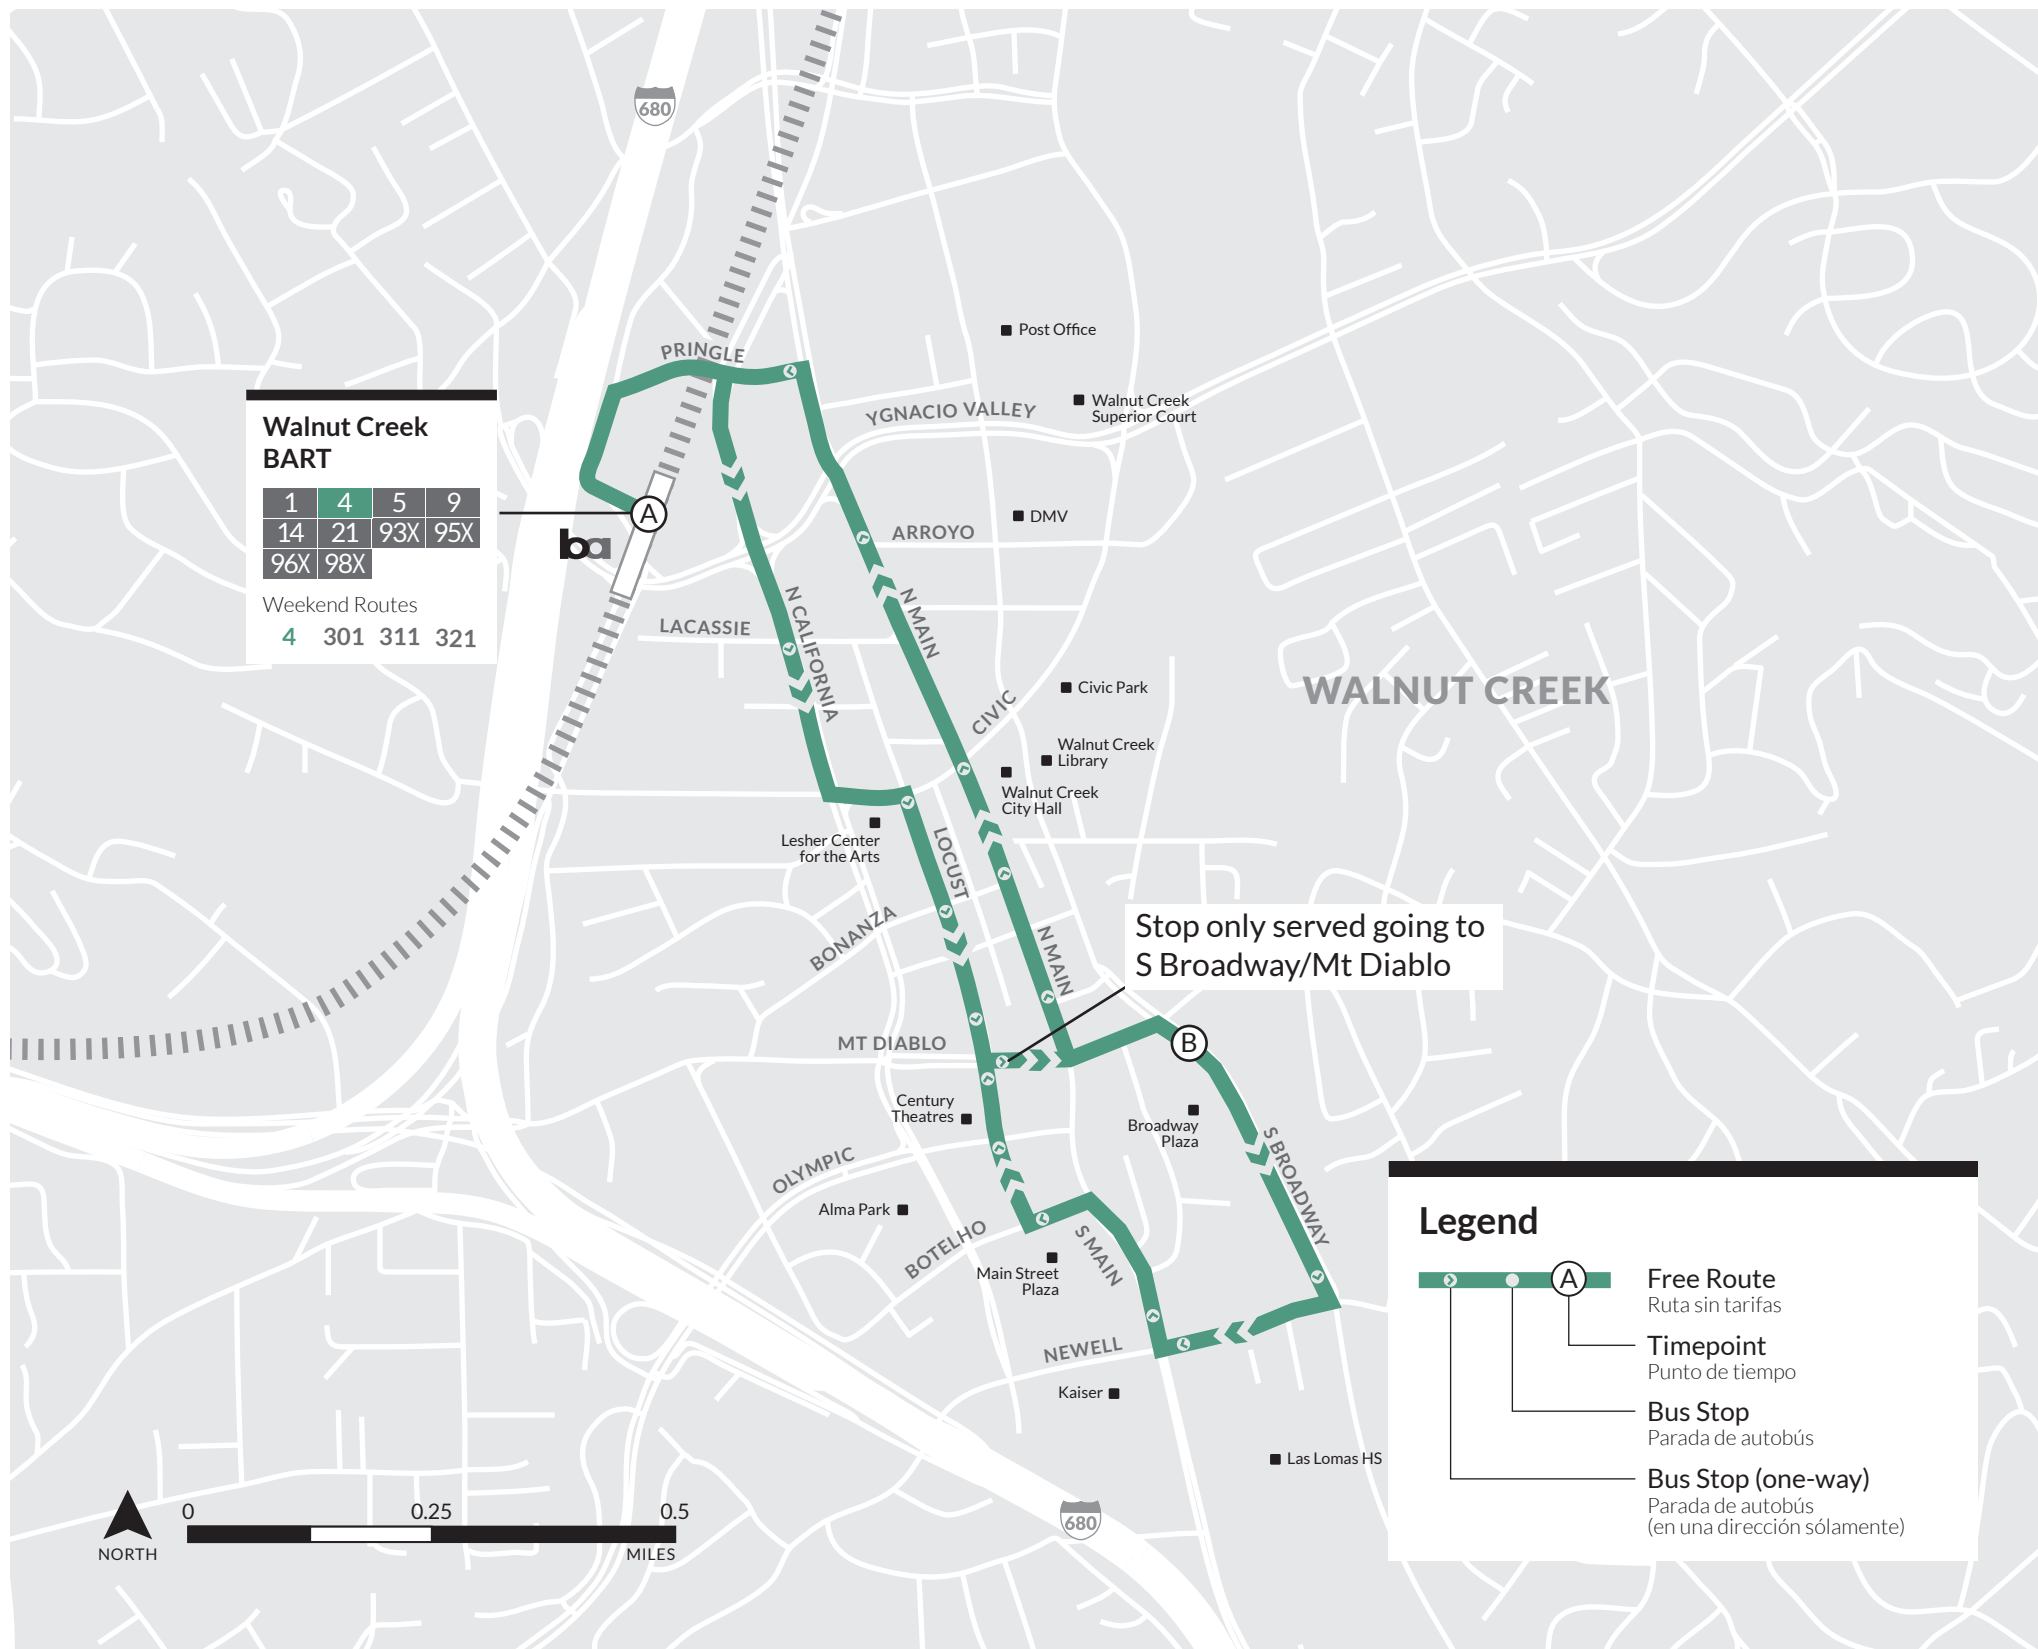 680
PRINGLE
Post Office
Walnut Creek
Superior Court
YGNACIO VALLEY
Walnut Creek
BART
1 4 5 9
14 21 93X 95X
96X 98X
Weekend Routes
4 301 311 321
A
ba
DMV
ARROYO
N CALIFORNIA
N MAIN
LACASSIE
Civic Park
WALNUT CREEK
CIVIC
Walnut Creek
Library
Walnut Creek
City Hall
Lesher Center
for the Arts
LOCUST
BONANZA
N MAIN
Stop only served going to
S Broadway/Mt Diablo
MT DIABLO
B
Century
Theatres
Broadway
Plaza
S BROADWAY
OLYMPIC
Alma Park
BOTELHO
S MAIN
Main Street
Plaza
NEWELL
Kaiser
Las Lomas HS
680
Legend
A
Free Route
Ruta sin tarifas
Timepoint
Punto de tiempo
Bus Stop
Parada de autobús
Bus Stop (one-way)
Parada de autobús
(en una dirección sólamente)
0 0.25 0.5
NORTH
MILES